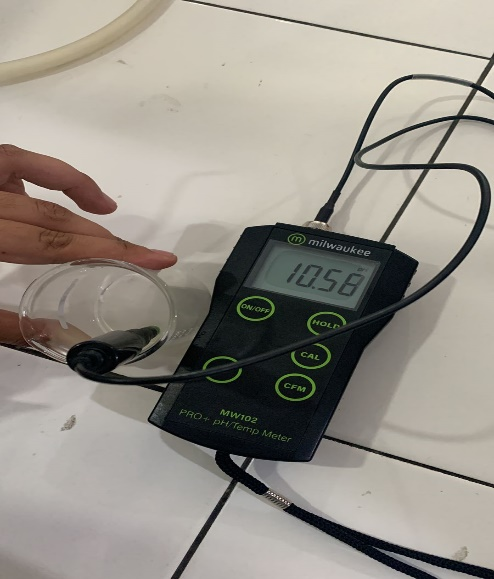 milwaukee
10.58
ON/OFF
HOLD
CAL
CFM
MW102
PRO+ pH/Temp Meter